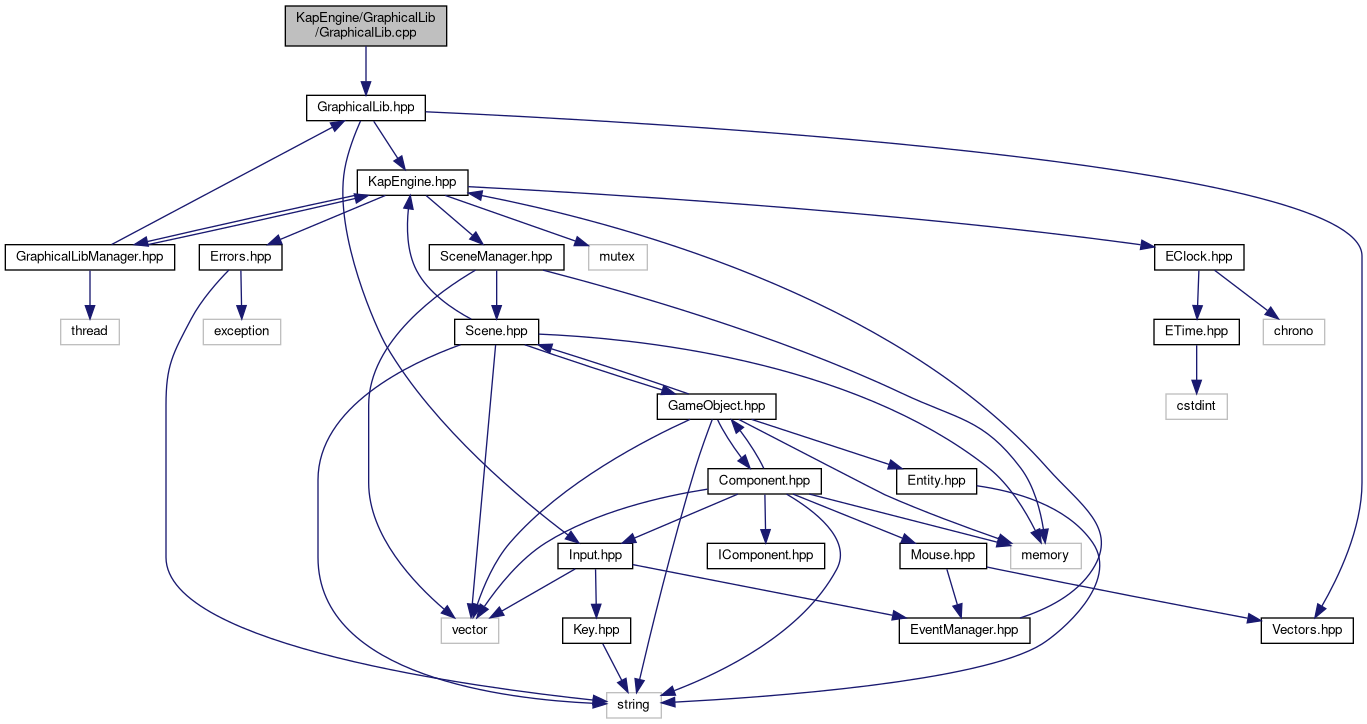 KapEngine/GraphicalLib
/GraphicalLib.cpp
GraphicalLib.hpp
KapEngine.hpp
GraphicalLibManager.hpp
Errors.hpp
SceneManager.hpp
mutex
EClock.hpp
thread
exception
Scene.hpp
ETime.hpp
chrono
GameObject.hpp
cstdint
Component.hpp
Entity.hpp
Input.hpp
IComponent.hpp
Mouse.hpp
memory
vector
Key.hpp
EventManager.hpp
Vectors.hpp
string